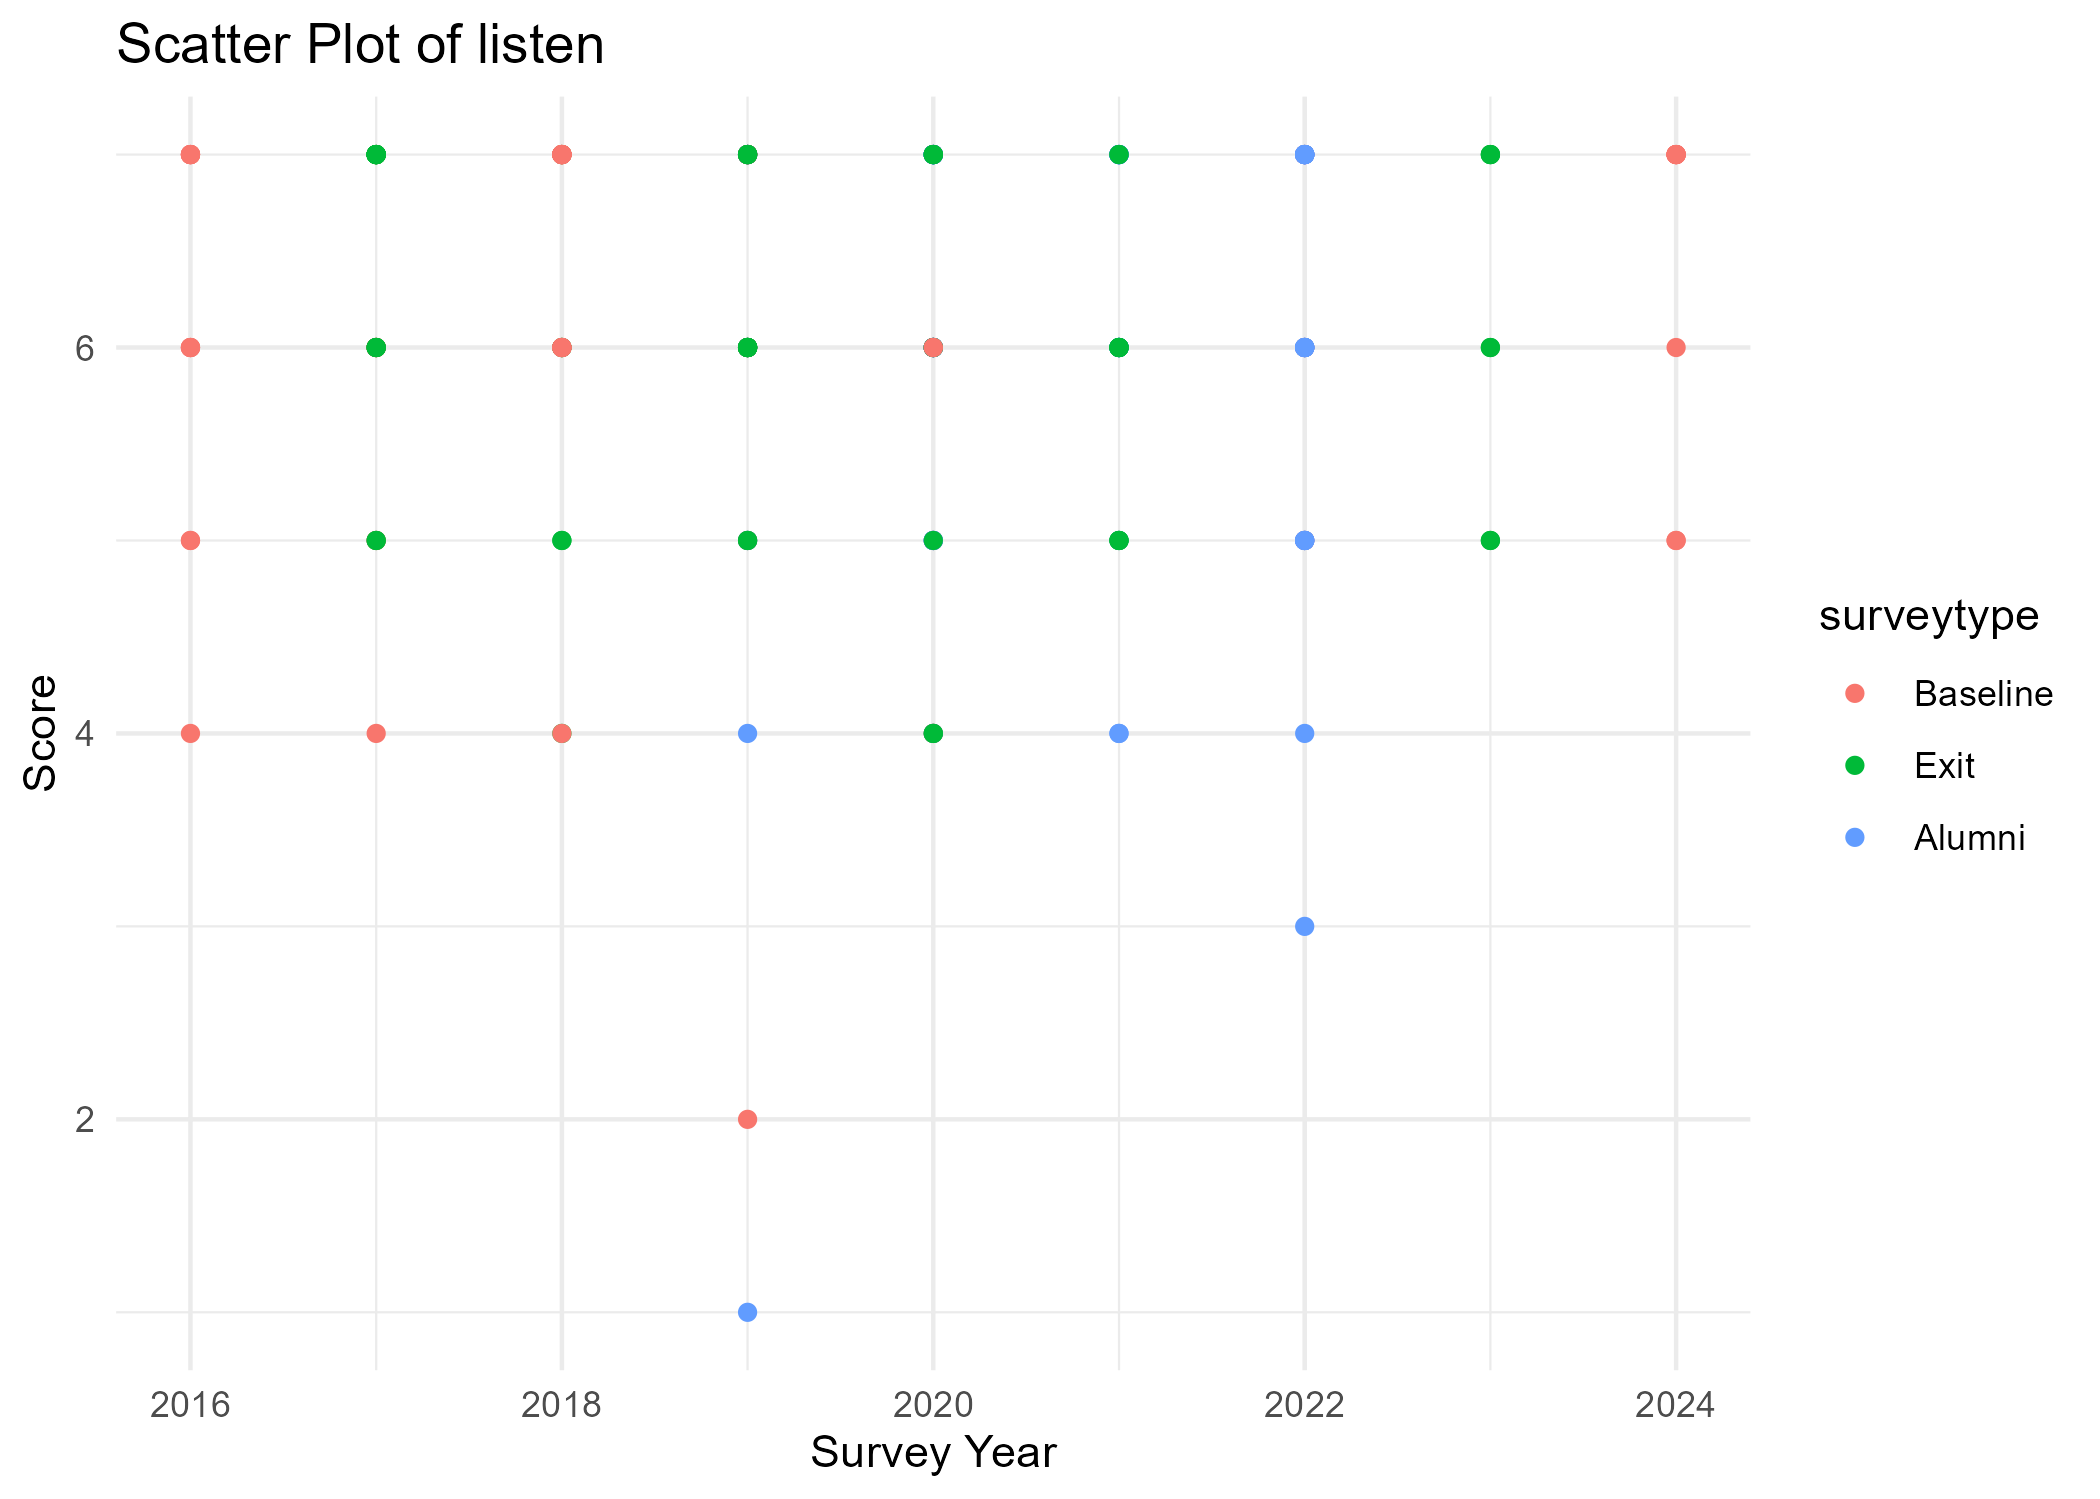 Scatter Plot of listen
Score
6
4
2
2016
2018
2020
2022
2024
Survey Year
surveytype
Baseline
Exit
Alumni